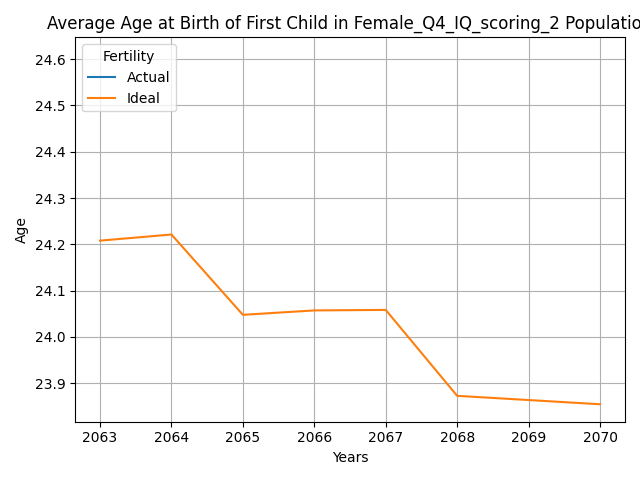 Average Age at Birth of First Child in Female_Q4_IQ_scoring_2 Populatio
Fertility
Actual
Ideal
24.6
24.5
24.4
24.3
24.2
24.1
24.0
23.9
Age
2063 2064 2065 2066 2067 2068 2069 2070
Years